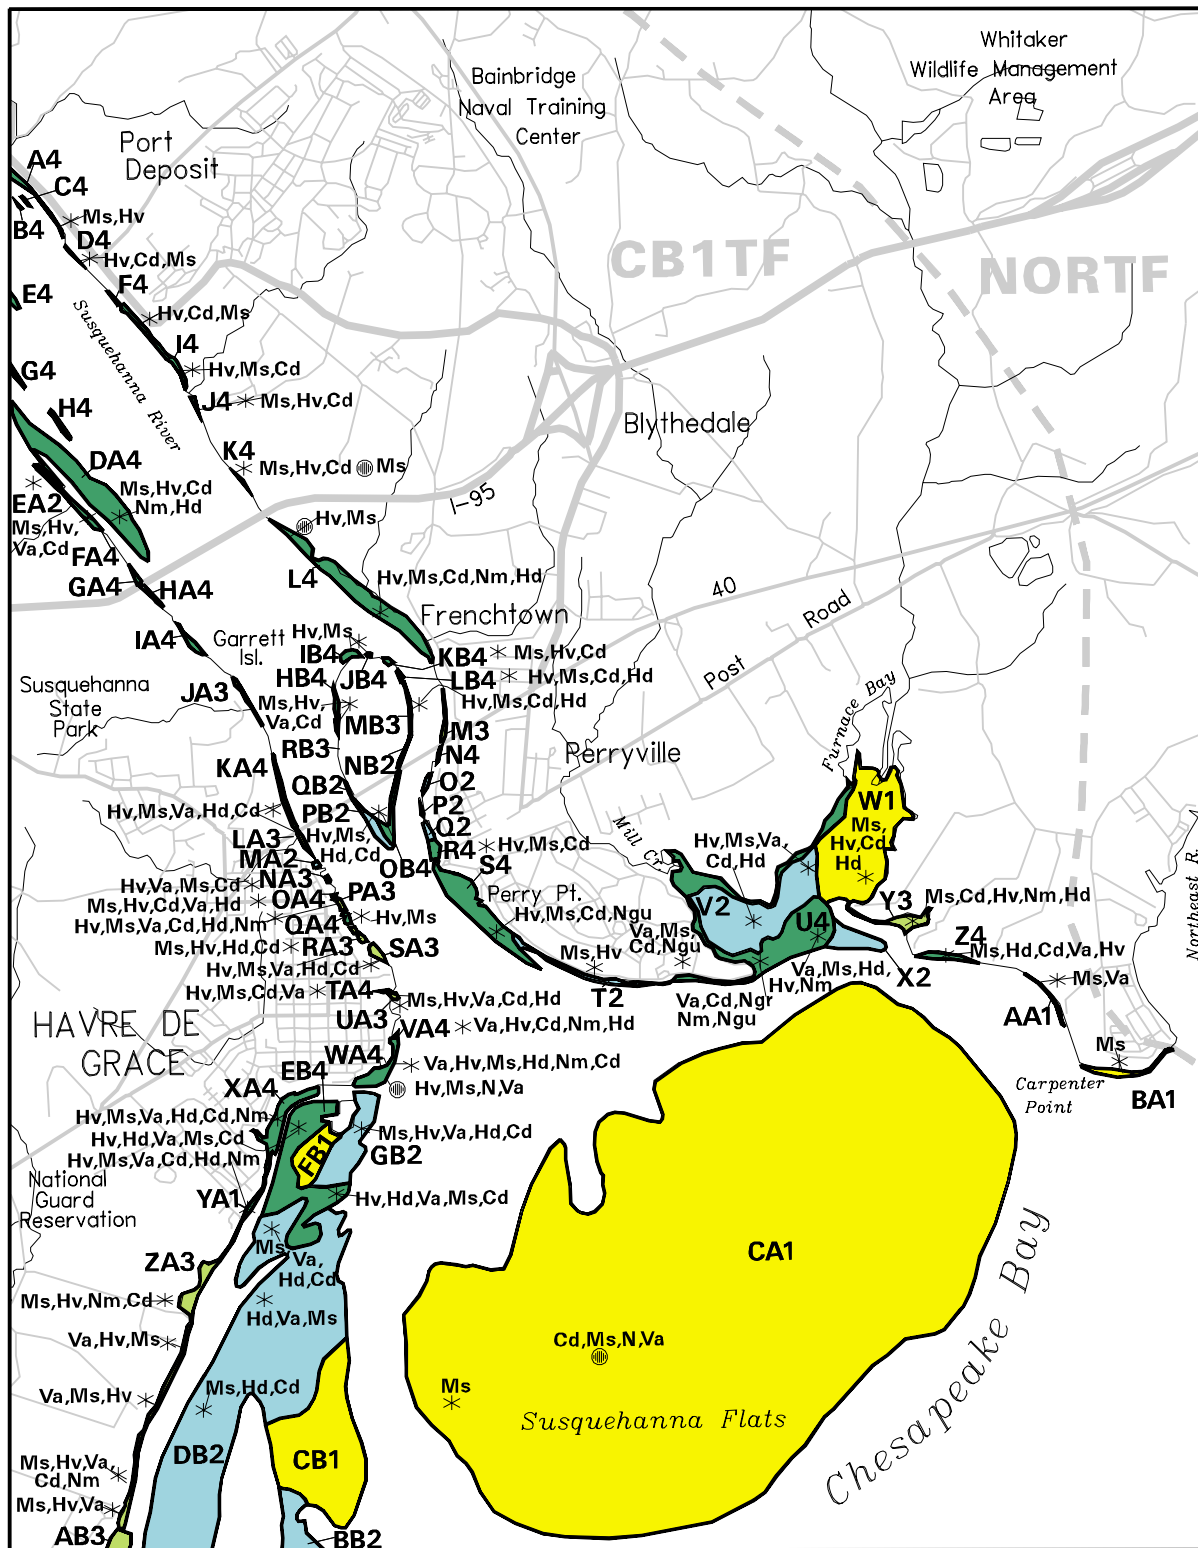 Whitaker
Wildlife Management
Area
Bainbridge
Naval Training
Center
Port
Deposit
A4
C4
B4
Ms,Hv
D4
Hv,Cd,Ms
CB1TF
NORTF
E4
F4
Susquehanna River
Hv,Cd,Ms
I4
G4
Hv,Ms,Cd
J4
Ms,Hv,Cd
H4
Blythedale
K4
Ms,Hv,Cd
Ms
DA4
Ms,Hv,Cd
Nm,Hd
EA2
Ms,Hv,
Va,Cd
I-95
Hv,Ms
FA4
GA4
HA4
L4
Hv,Ms,Cd,Nm,Hd
40
Post Road
Frenchtown
IA4
Garrett
Isl.
Hv,Ms
IB4
KB4
Ms,Hv,Cd
HB4
JB4
LB4
Hv,Ms,Cd,Hd
Susquehanna
State
Park
JA3
Ms,Hv,
Va,Cd
Hv,Ms,Cd,Hd
MB3
M3
Furnace Bay
RB3
N4
Perryville
KA4
NB2
QB2
O2
W1
Ms,
Hv,Cd,
Hd
Hv,Ms,Va,Hd,Cd
PB2
P2
Mill Cr.
Northeast R.
LA3
Hv,Ms,
Hd,Cd
Q2
R4
Hv,Ms,Cd
Hv,Ms,Va,
Cd,Hd
MA2
OB4
S4
NA3
Hv,Va,Ms,Cd
PA3
Perry Pt.
OA4
Ms,Hv,Cd,Va,Hd
Y3
Ms,Cd,Hv,Nm,Hd
V2
U4
Hv,Ms,Va,Cd,Hd,Nm
QA4
Hv,Ms
Hv,Ms,Cd,Ngu
Va,Ms,
Cd,Ngu
Z4
Ms,Hv,Hd,Cd
RA3
SA3
Ms,Hv
Ms,Hd,Cd,Va,Hv
Hv,Ms,Va,Hd,Cd
Va,Ms,Hd,
Hv,Nm
X2
Ms,Va
Hv,Ms,Cd,Va
TA4
T2
Va,Cd,Ngr
Nm,Ngu
Ms,Hv,Va,Cd,Hd
AA1
HAVRE DE
GRACE
UA3
VA4
Va,Hv,Cd,Nm,Hd
Ms
WA4
Va,Hv,Ms,Hd,Nm,Cd
EB4
XA4
Hv,Ms,N,Va
Carpenter
Point
BA1
Hv,Ms,Va,Hd,Cd,Nm
Hv,Hd,Va,Ms,Cd
Ms,Hv,Va,Hd,Cd
Hv,Ms,Va,Cd,Hd,Nm
FB1
GB2
National
Guard
Reservation
YA1
Hv,Hd,Va,Ms,Cd
Ms,Va,
Hd,Cd
CA1
Chesapeake Bay
ZA3
Ms,Hv,Nm,Cd
Hd,Va,Ms
Va,Hv,Ms
Cd,Ms,N,Va
Va,Ms,Hv
Ms,Hd,Cd
Ms
Susquehanna Flats
DB2
CB1
Ms,Hv,Va,
Cd,Nm
Ms,Hv,Va
AB3
BB2